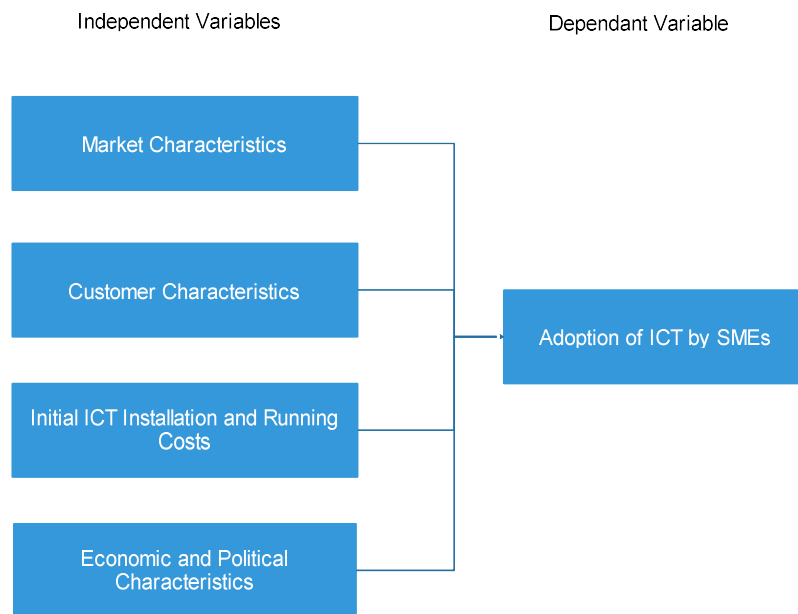 Independent Variables
Dependant Variable
Market Characteristics
Customer Characteristics
Adoption of ICT by SMEs
Initial ICT Installation and Running
Costs
Economic and Political
Characteristics